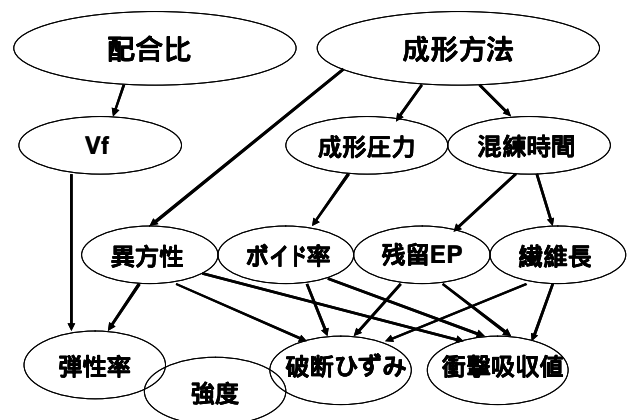 配合比
成形方法
Vf
成形圧力
混練時間
異方性
ボイド率
残留EP
繊維長
弾性率
強度
破断ひずみ
衝撃吸収値